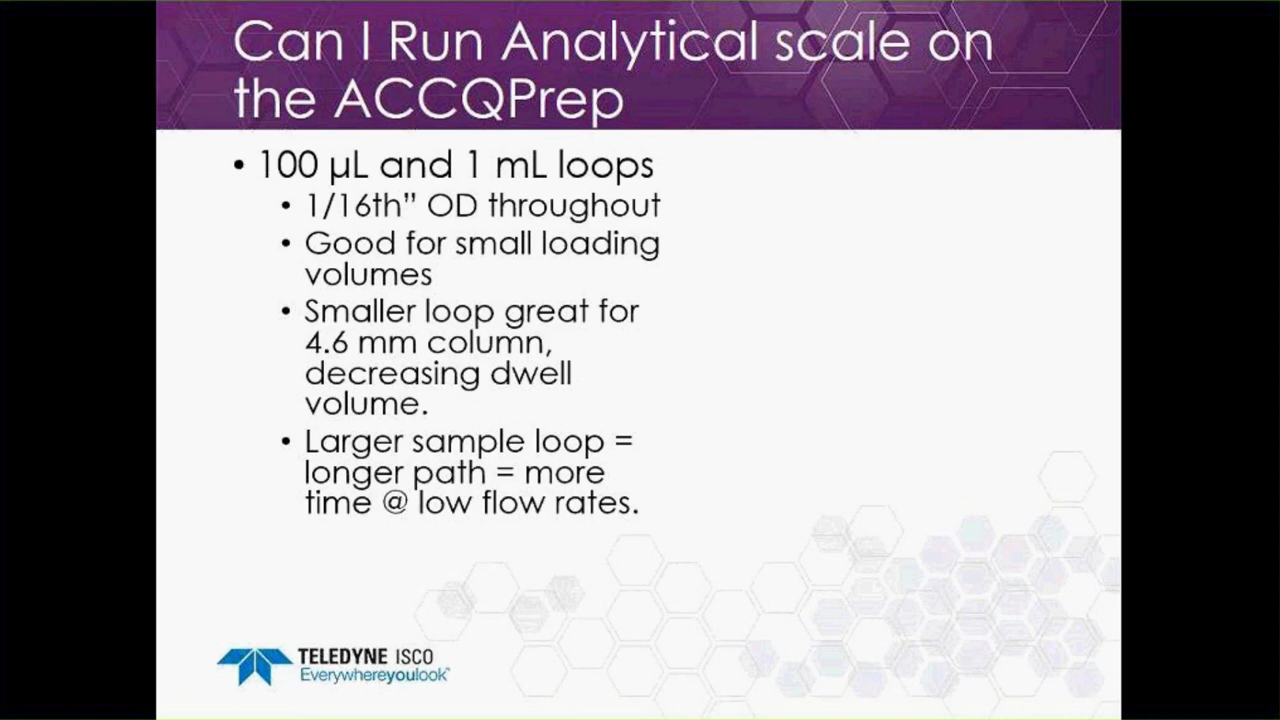 Can I Run Analytical scale on
the ACCQPrep
• 100 µL and 1 mL loops
• 1/16th” OD throughout
• Good for small loading
volumes
• Smaller loop great for
4.6 mm column,
decreasing dwell
volume.
• Larger sample loop =
longer path = more
time @ low flow rates.
TELEDYNE ISCO
Everywhereyoulook